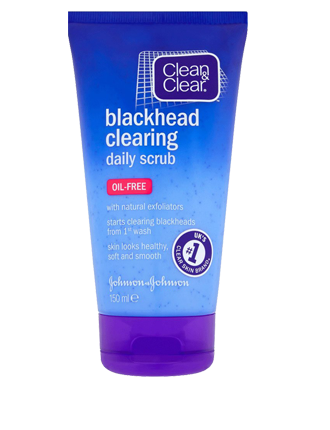 Clean
&
Clear®
blackhead
clearing
daily scrub
OIL-FREE
with natural exfoliators
starts clearing blackheads
from 1st wash
skin looks healthy,
soft and smooth
UK'S
#1
CLEAR SKIN BRAND
Johnson&Johnson
150 ml e